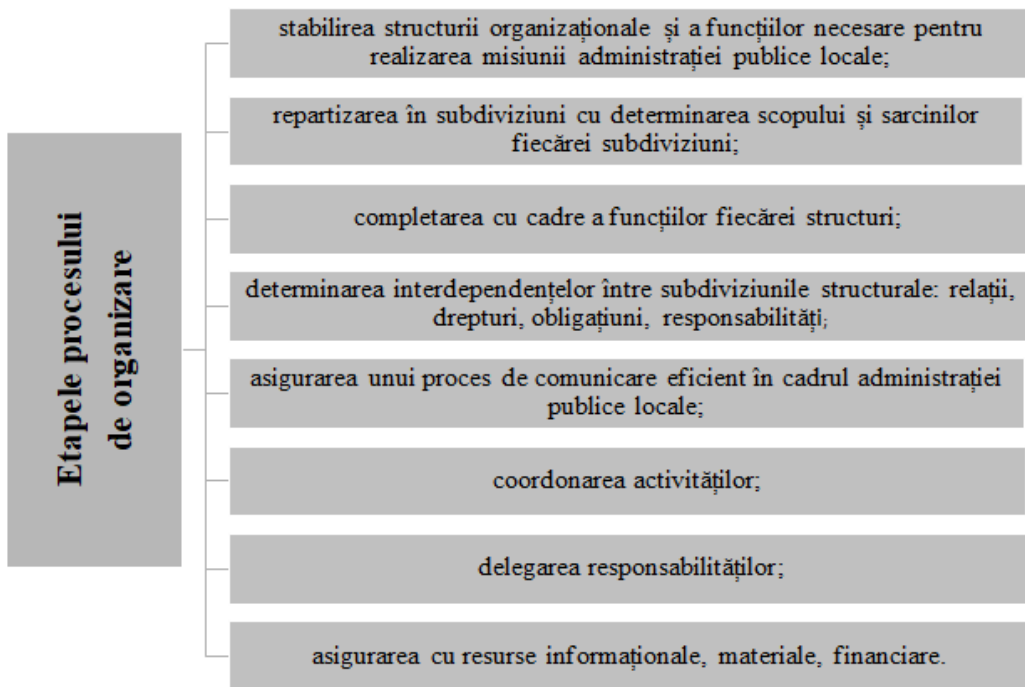 Etapele procesului
de organizare
stabilirea structurii organizaționale și a funcțiilor necesare pentru
realizarea misiunii administrației publice locale;
repartizarea în subdiviziuni cu determinarea scopului și sarcinilor
fiecărei subdiviziuni;
completarea cu cadre a funcțiilor fiecărei structuri;
determinarea interdependențelor între subdiviziunile structurale: relații,
drepturi, obligațiuni, responsabilități;
asigurarea unui proces de comunicare eficient în cadrul administrației
publice locale;
coordonarea activităților;
delegarea responsabilităților;
asigurarea cu resurse informaționale, materiale, financiare.